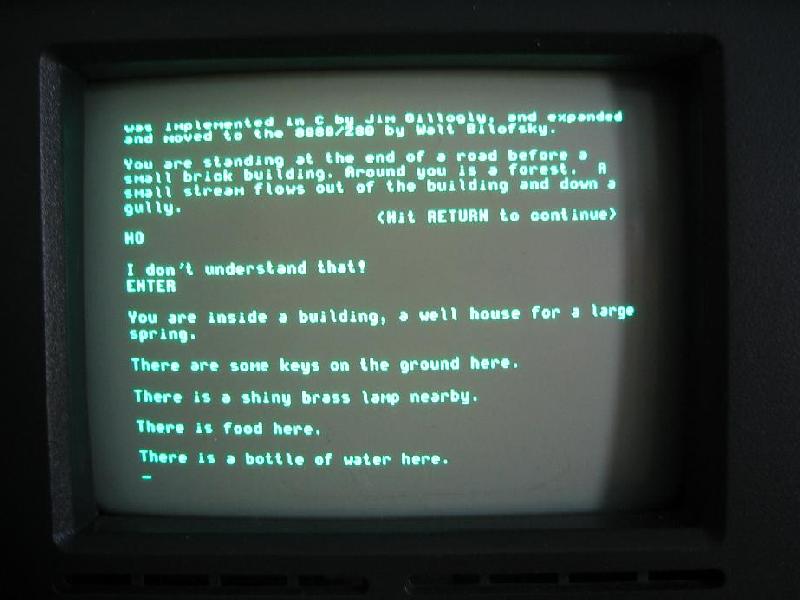 was implemented in C by Jim Gillogly, and expanded
and moved to the 8080/Z80 by Walt Bilofsky.
You are standing at the end of a road before a
small brick building. Around you is a forest. A
small stream flows out of the building and down a
gully.
<Hit RETURN to continue>
NO
I don't understand that!
ENTER
You are inside a building, a well house for a large
spring.
There are some keys on the ground here.
There is a shiny brass lamp nearby.
There is food here.
There is a bottle of water here.